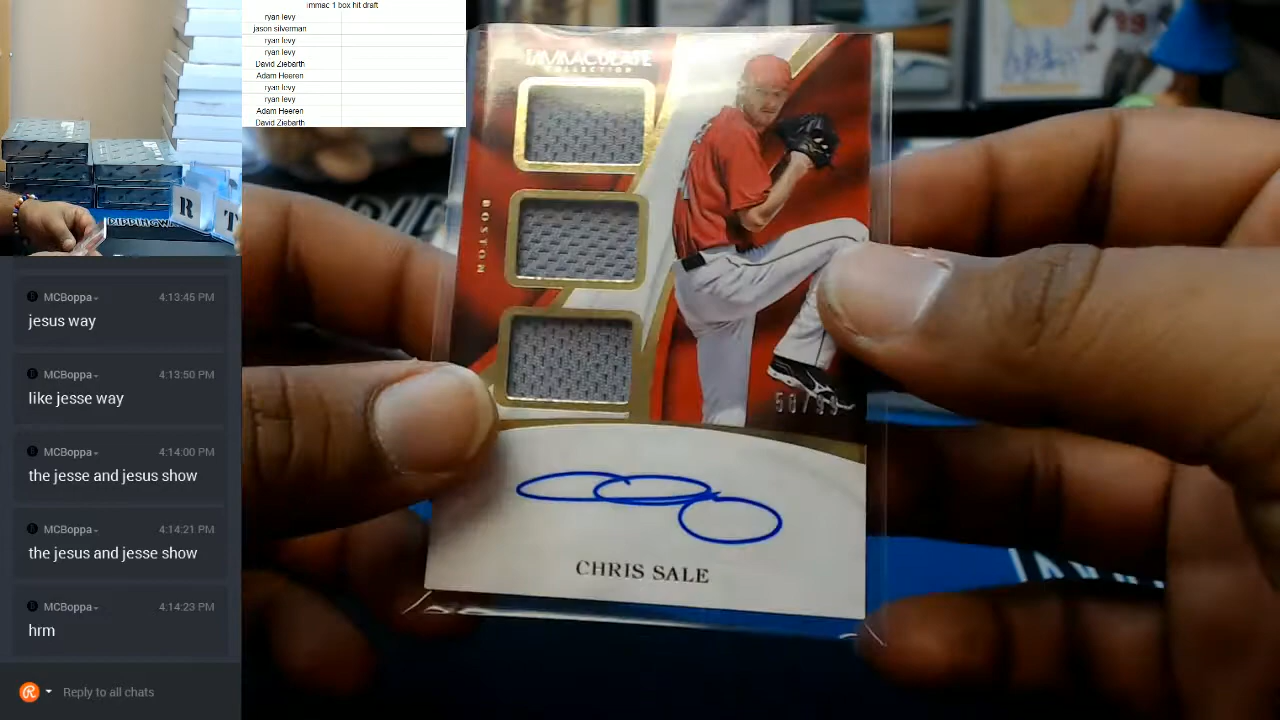 immac 1 box hit draft
ryan levy
jason silverman
ryan levy
ryan levy
David Ziebarth
Adam Heeren
ryan levy
ryan levy
Adam Heeren
David Ziebarth
R
T
MCBoppa
4:13:45 PM
jesus way
MCBoppa
4:13:50 PM
like jesse way
MCBoppa
4:14:00 PM
the jesse and jesus show
MCBoppa
4:14:21 PM
the jesus and jesse show
MCBoppa
4:14:23 PM
hrm
Reply to all chats
IMMACULATE
COLLECTION
BOSTON
CHRIS SALE